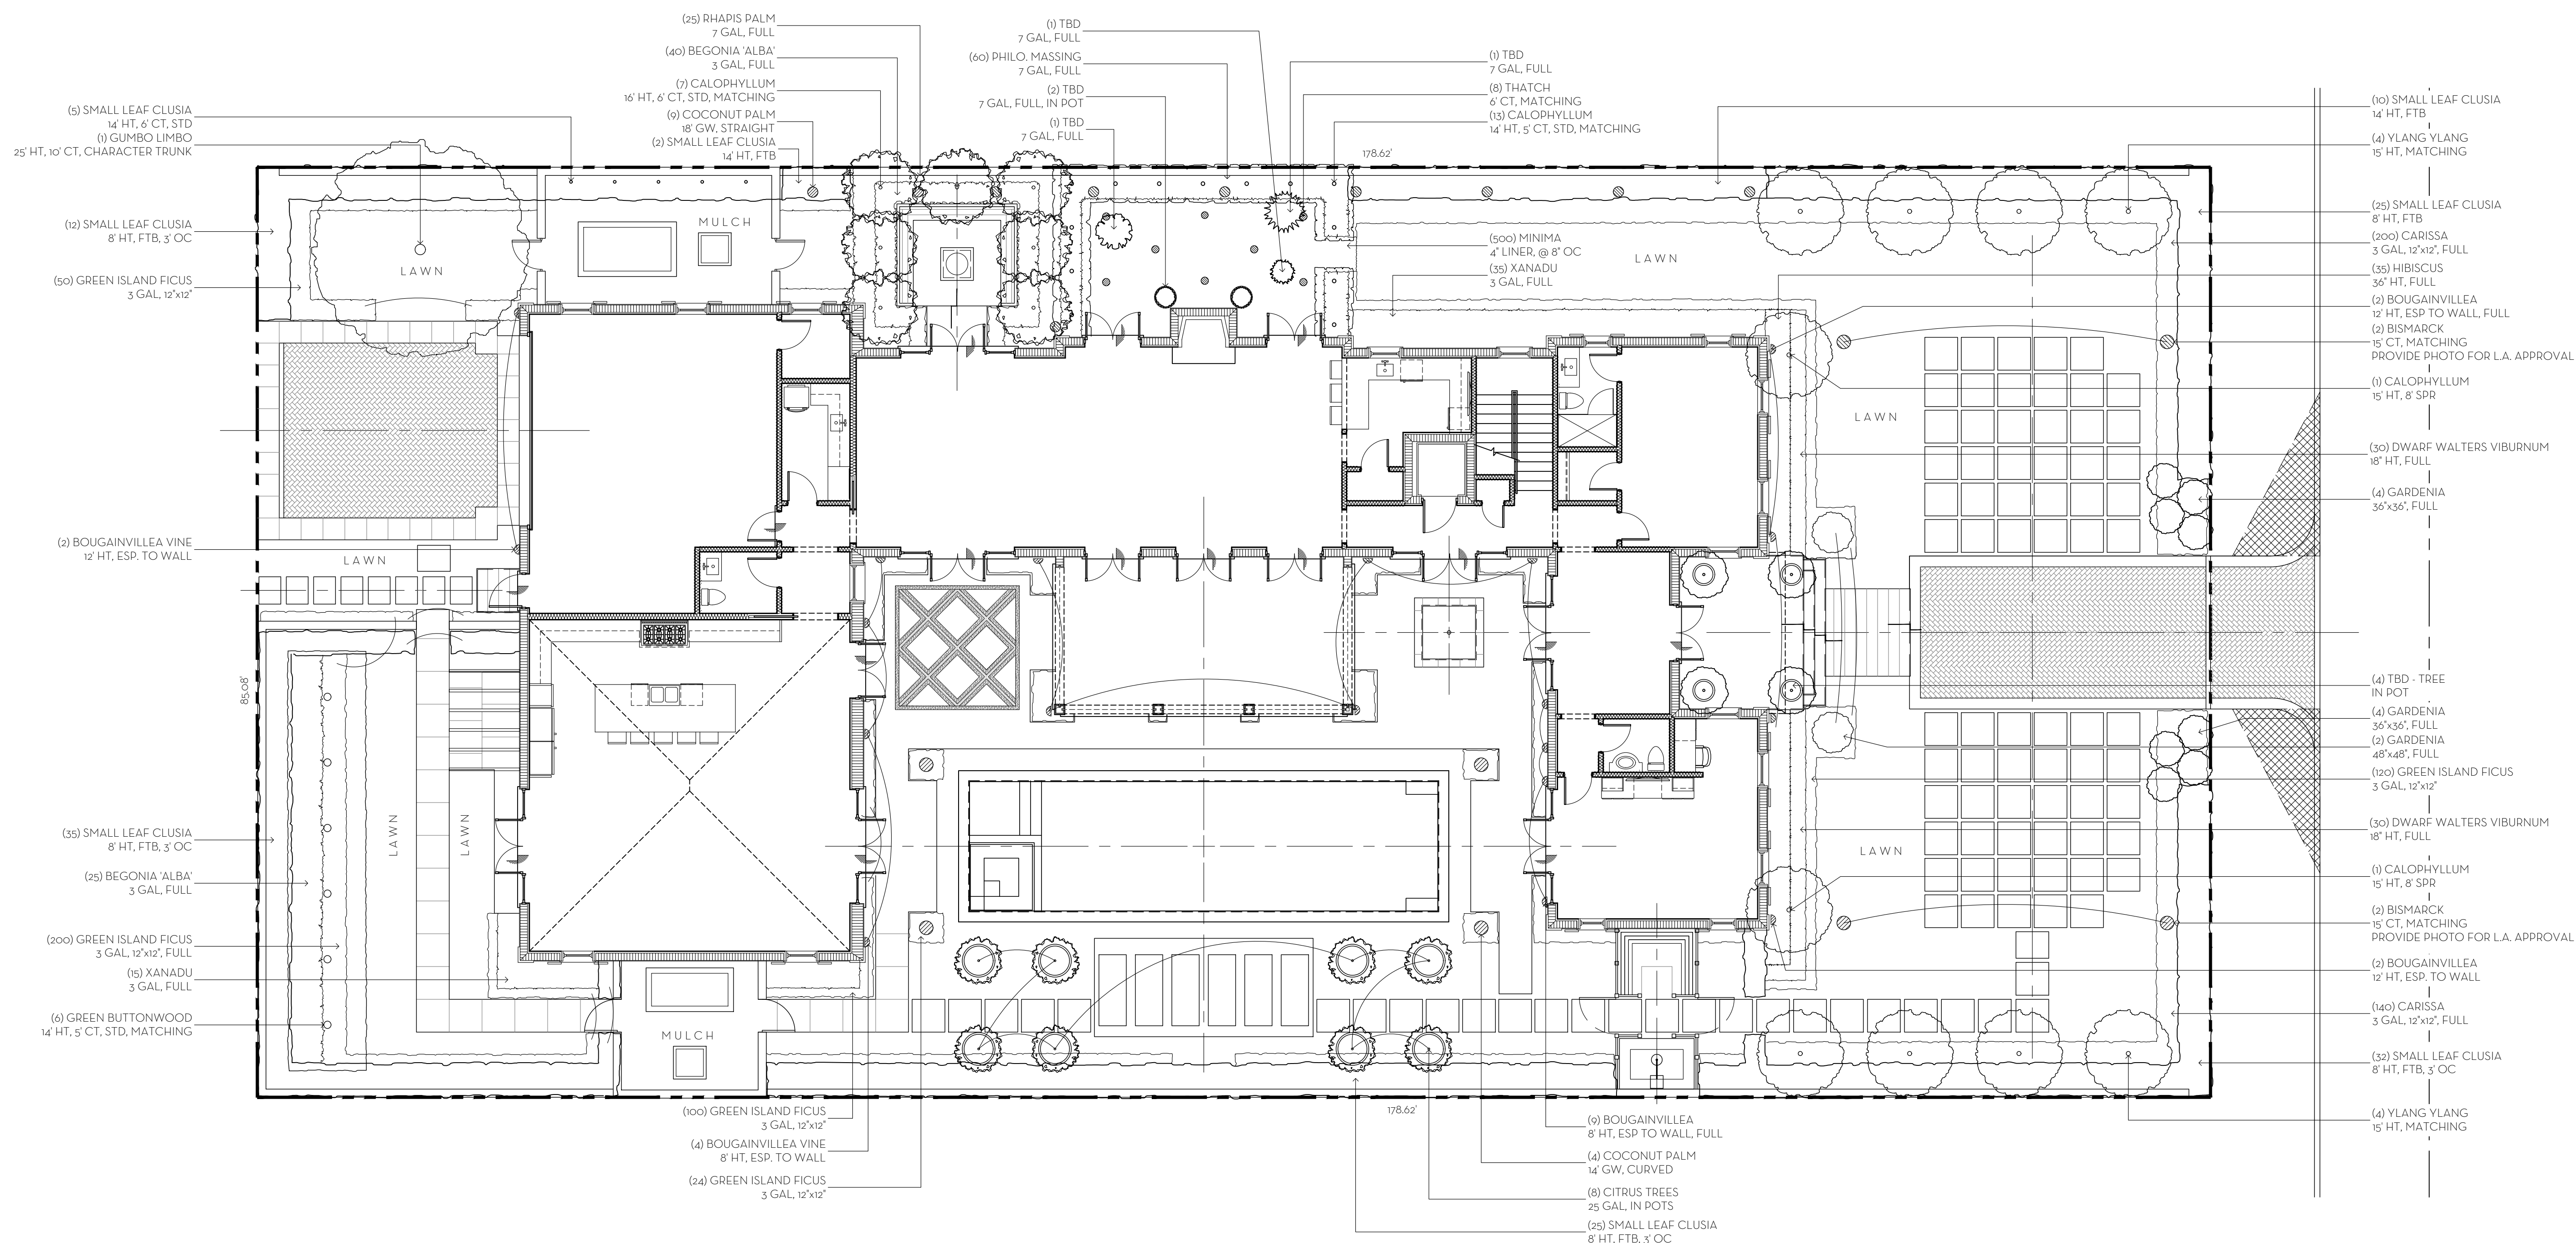 (25) RHAPIS PALM
7 GAL, FULL
(40) BEGONIA 'ALBA'
3 GAL, FULL
(7) CALOPHYLLUM
16' HT, 6' CT, STD, MATCHING
(9) COCONUT PALM
18' GW, STRAIGHT
(2) SMALL LEAF CLUSIA
14' HT, FTB
(1) TBD
7 GAL, FULL
(60) PHILO. MASSING
7 GAL, FULL
(2) TBD
7 GAL, FULL, IN POT
(1) TBD
7 GAL, FULL
(1) TBD
7 GAL, FULL
(8) THATCH
6' CT, MATCHING
(13) CALOPHYLLUM
14' HT, 5' CT, STD, MATCHING
178.62'
(5) SMALL LEAF CLUSIA
14' HT, 6' CT, STD
(1) GUMBO LIMBO
25' HT, 10' CT, CHARACTER TRUNK
(12) SMALL LEAF CLUSIA
8' HT, FTB, 3' OC
(50) GREEN ISLAND FICUS
3 GAL, 12"x12"
(2) BOUGAINVILLEA VINE
12' HT, ESP. TO WALL
85.08'
(35) SMALL LEAF CLUSIA
8' HT, FTB, 3' OC
(25) BEGONIA 'ALBA'
3 GAL, FULL
(200) GREEN ISLAND FICUS
3 GAL, 12"x12", FULL
(15) XANADU
3 GAL, FULL
(6) GREEN BUTTONWOOD
14' HT, 5' CT, STD, MATCHING
LAWN
MULCH
LAWN
LAWN
LAWN
MULCH
(500) MINIMA
4" LINER, @ 8" OC
(35) XANADU
3 GAL, FULL
LAWN
LAWN
LAWN
(10) SMALL LEAF CLUSIA
14' HT, FTB
(4) YLANG YLANG
15' HT, MATCHING
(25) SMALL LEAF CLUSIA
8' HT, FTB
(200) CARISSA
3 GAL, 12"x12", FULL
(35) HIBISCUS
36" HT, FULL
(2) BOUGAINVILLEA
12' HT, ESP TO WALL, FULL
(2) BISMARCK
15' CT, MATCHING
PROVIDE PHOTO FOR L.A. APPROVAL
(1) CALOPHYLLUM
15' HT, 8' SPR
(30) DWARF WALTERS VIBURNUM
18" HT, FULL
(4) GARDENIA
36"x36", FULL
(4) TBD - TREE
IN POT
(4) GARDENIA
36"x36", FULL
(2) GARDENIA
48"x48", FULL
(120) GREEN ISLAND FICUS
3 GAL, 12"x12"
(30) DWARF WALTERS VIBURNUM
18" HT, FULL
(1) CALOPHYLLUM
15' HT, 8' SPR
(2) BISMARCK
15' CT, MATCHING
PROVIDE PHOTO FOR L.A. APPROVAL
(2) BOUGAINVILLEA
12' HT, ESP. TO WALL
(140) CARISSA
3 GAL, 12"x12", FULL
(32) SMALL LEAF CLUSIA
8' HT, FTB, 3' OC
(4) YLANG YLANG
15' HT, MATCHING
(100) GREEN ISLAND FICUS
3 GAL, 12"x12"
(4) BOUGAINVILLEA VINE
8' HT, ESP. TO WALL
(24) GREEN ISLAND FICUS
3 GAL, 12"x12"
178.62'
(9) BOUGAINVILLEA
8' HT, ESP TO WALL, FULL
(4) COCONUT PALM
14' GW, CURVED
(8) CITRUS TREES
25 GAL, IN POTS
(25) SMALL LEAF CLUSIA
8' HT, FTB, 3' OC